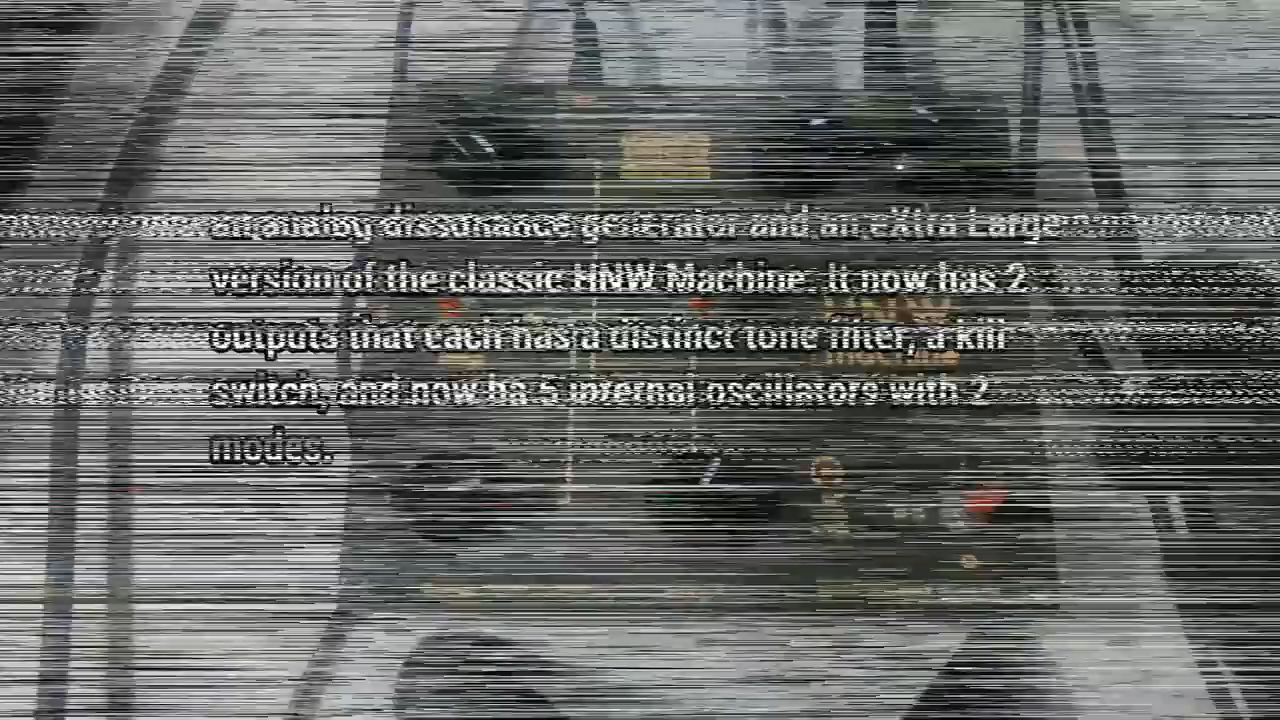 an audio dissonance generator and an eXtra Large
version of the classic HNW Machine. It now has 2
outputs that each has a distinct tone filter, a kill
switch, and now ha 5 internal oscillators with 2
modes.